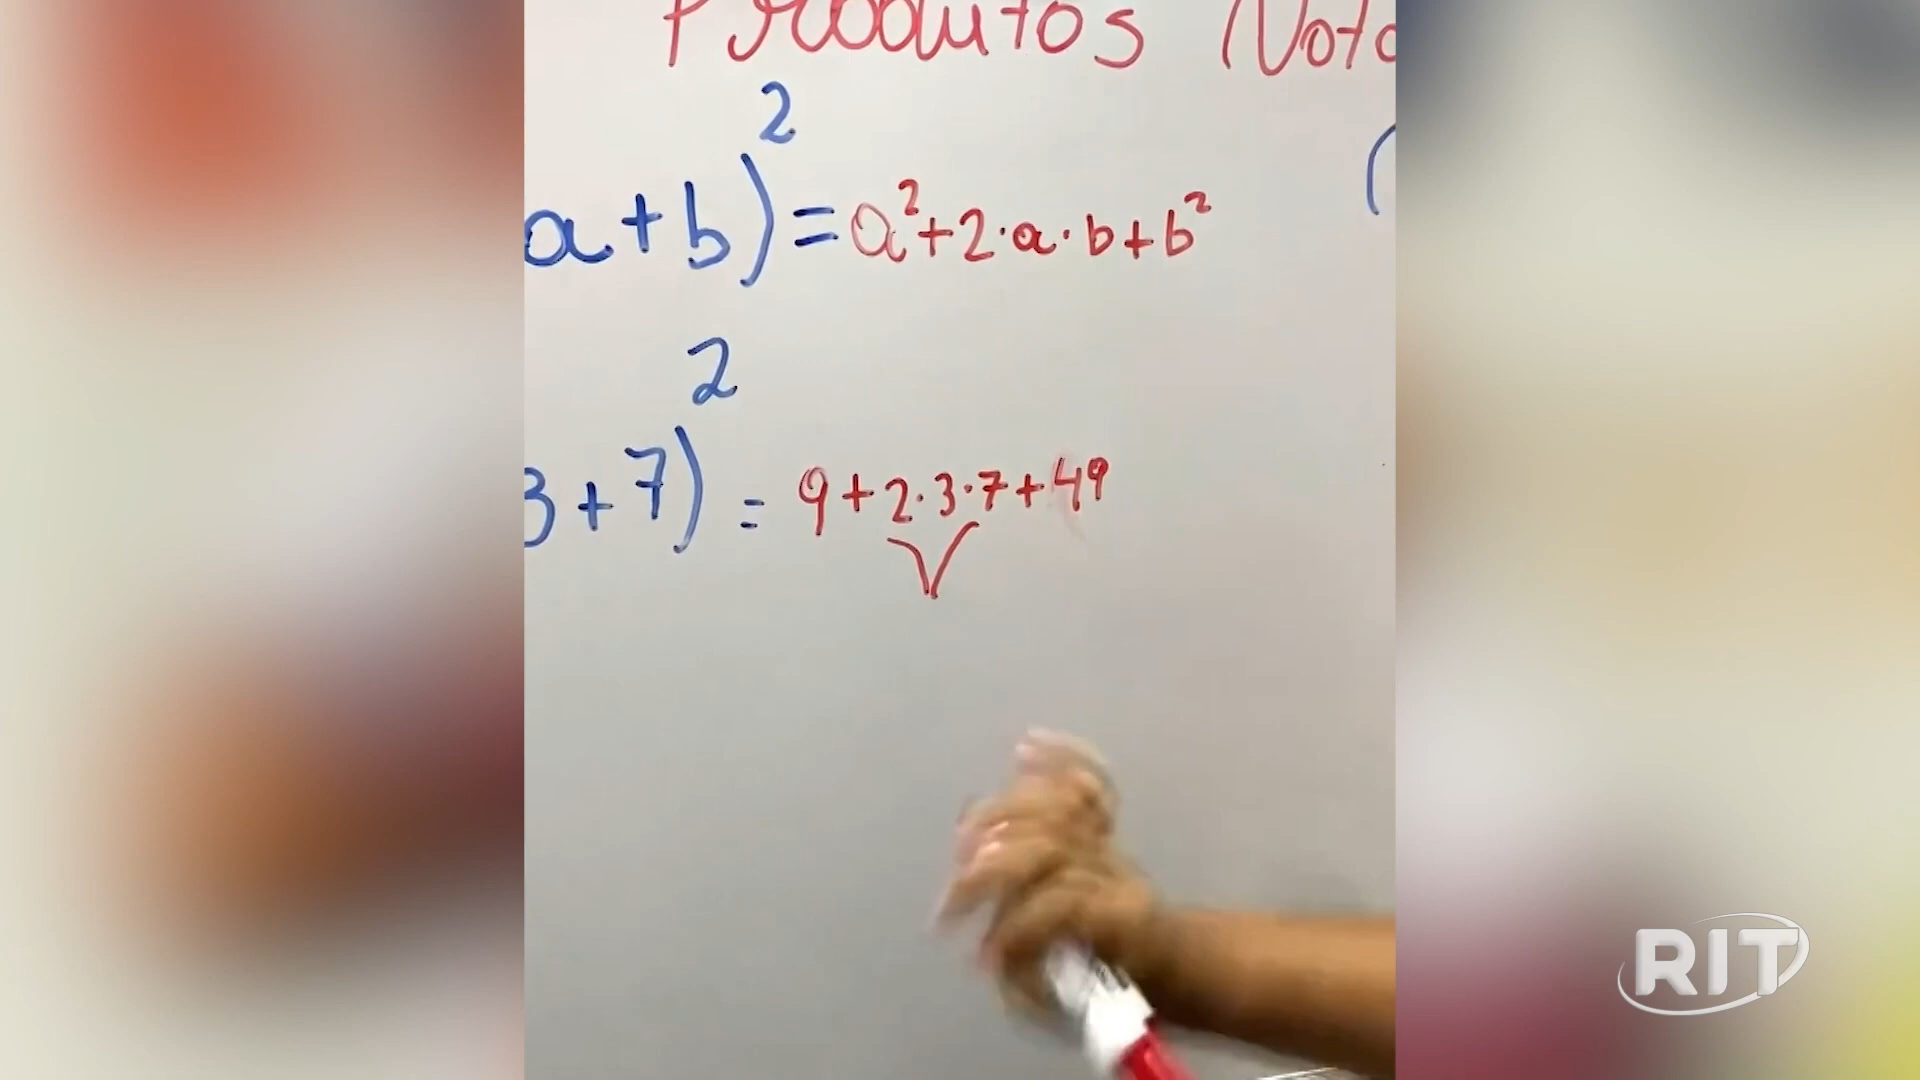 Produtos Nota
a+b)²=a²+2·a·b+b²
3+7)² = 9+2·3·7+49
RIT